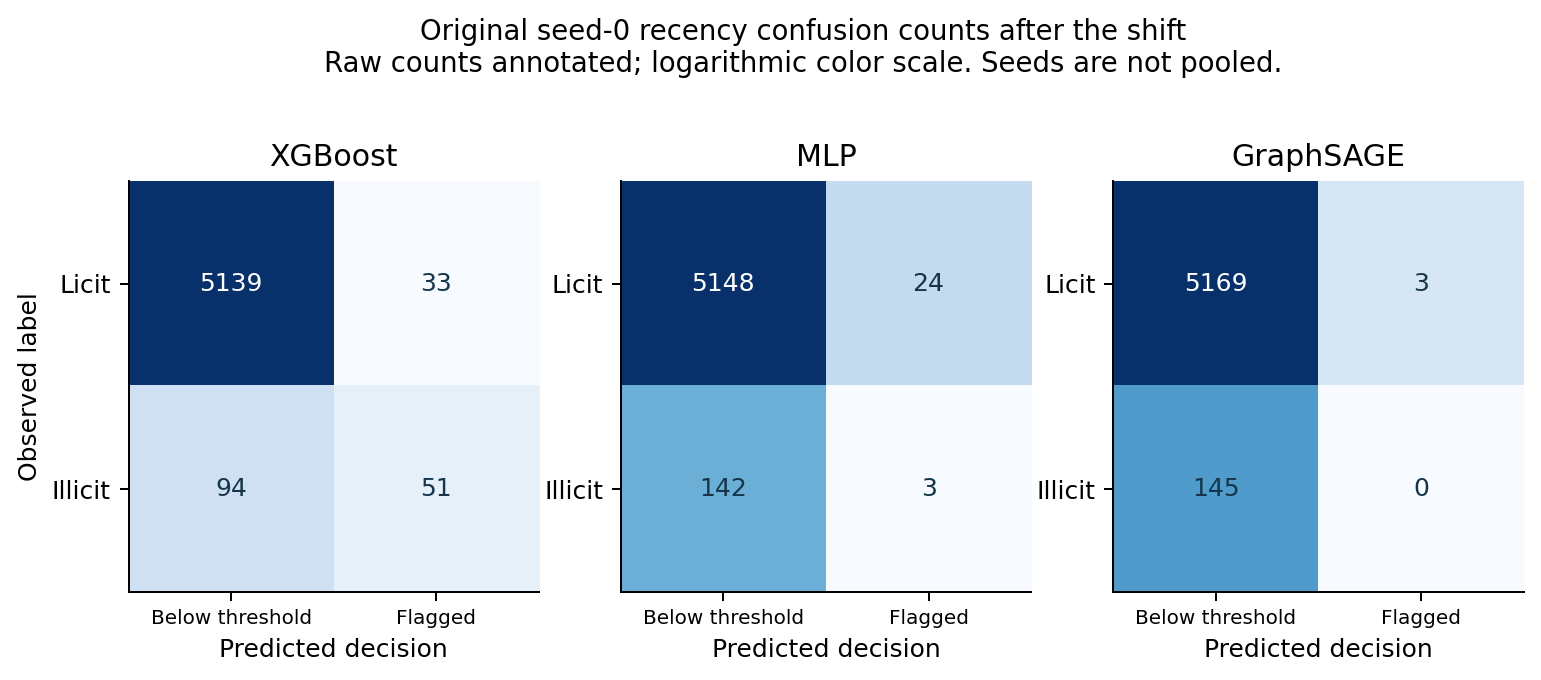 Original seed-0 recency confusion counts after the shift
Raw counts annotated; logarithmic color scale. Seeds are not pooled.
XGBoost
MLP
GraphSAGE
Observed label
Licit
5139
33
Illicit
94
51
Below threshold
Flagged
Predicted decision
Licit
5148
24
Illicit
142
3
Below threshold
Flagged
Predicted decision
Licit
5169
3
Illicit
145
0
Below threshold
Flagged
Predicted decision